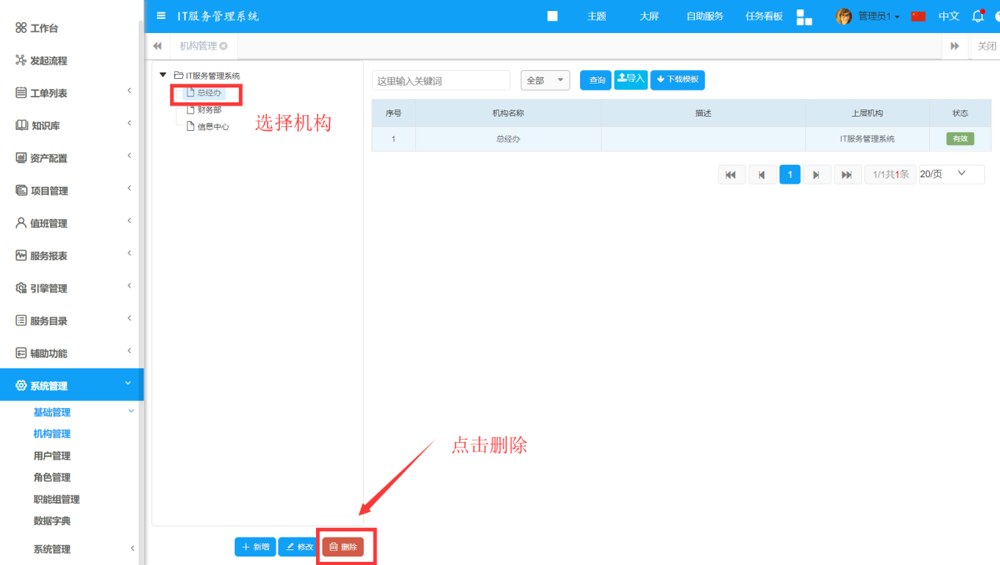 IT服务管理系统
主题
大屏
自助服务
任务看板
管理员1
中文
工作台
发起流程
工单列表
知识库
资产配置
项目管理
值班管理
服务报表
引擎管理
服务目录
辅助功能
系统管理
基础管理
机构管理
用户管理
角色管理
职能组管理
数据字典
系统管理
机构管理
关闭
IT服务管理系统
总经办
财务部
信息中心
选择机构
这里输入关键词
全部
查询
导入
下载模板
序号 机构名称 描述 上层机构 状态
1 总经办 IT服务管理系统 有效
1
1/1共1条
20/页
点击删除
新增
修改
删除